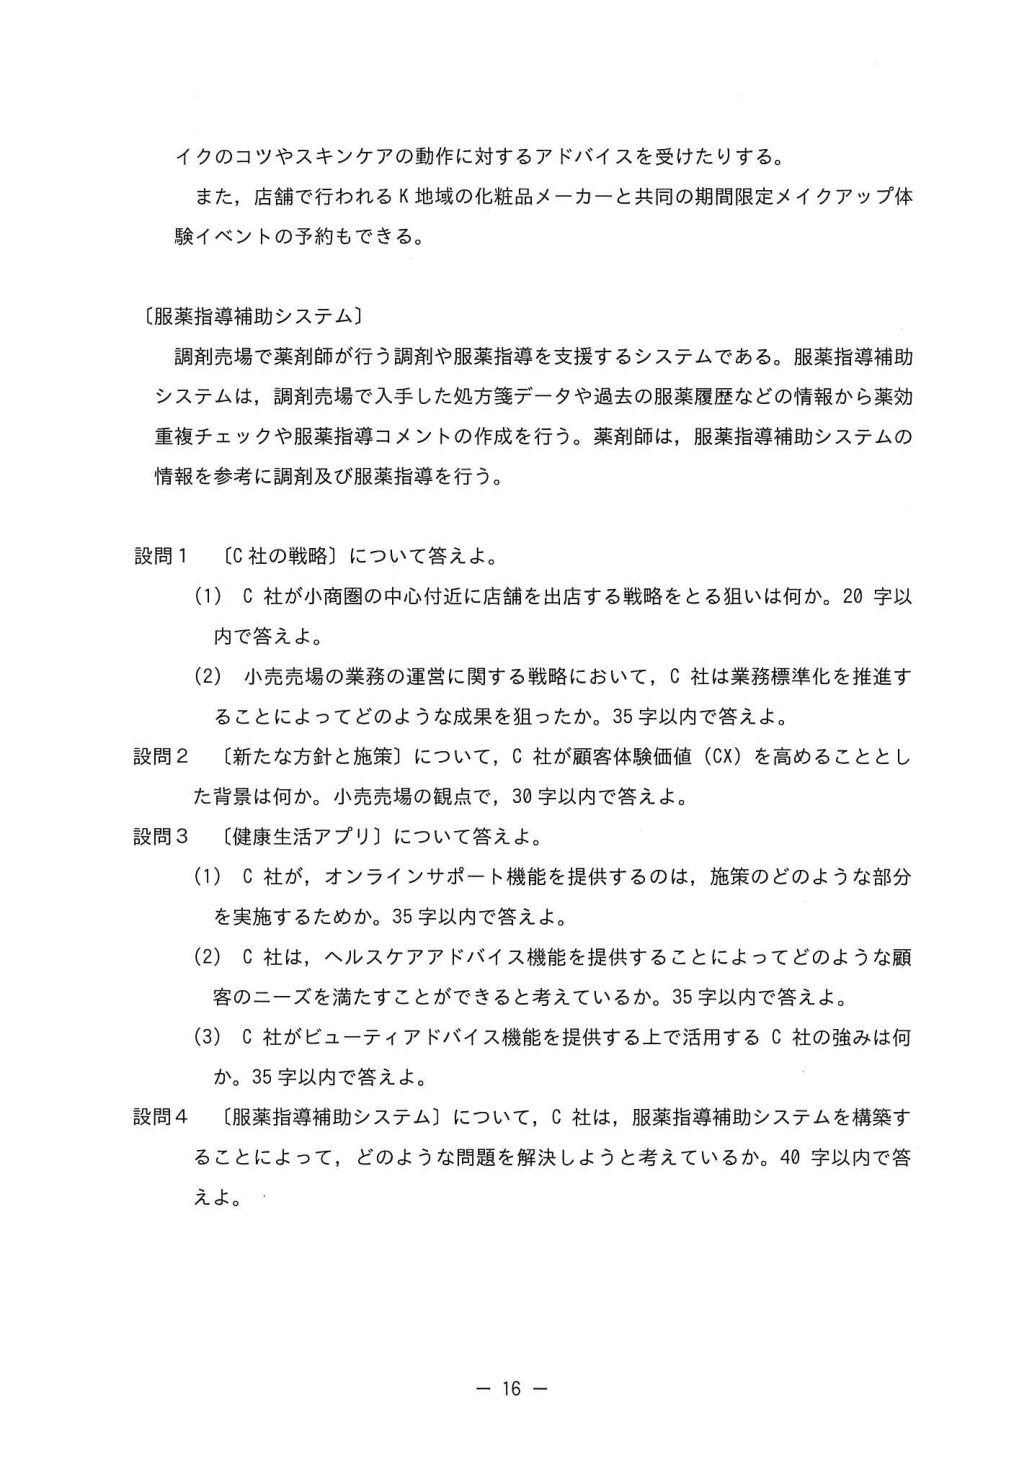 イクのコツやスキンケアの動作に対するアドバイスを受けたりする。
また，店舗で行われる K 地域の化粧品メーカーと共同の期間限定メイクアップ体
験イベントの予約もできる。
〔服薬指導補助システム〕
調剤売場で薬剤師が行う調剤や服薬指導を支援するシステムである。服薬指導補助
システムは，調剤売場で入手した処方箋データや過去の服薬履歴などの情報から薬効
重複チェックや服薬指導コメントの作成を行う。薬剤師は，服薬指導補助システムの
情報を参考に調剤及び服薬指導を行う。
設問１　〔C 社の戦略〕について答えよ。
(1)　C 社が小商圏の中心付近に店舗を出店する戦略をとる狙いは何か。20 字以
内で答えよ。
(2)　小売売場の業務の運営に関する戦略において，C 社は業務標準化を推進す
ることによってどのような成果を狙ったか。35 字以内で答えよ。
設問２　〔新たな方針と施策〕について，C 社が顧客体験価値（CX）を高めることとし
た背景は何か。小売売場の観点で，30 字以内で答えよ。
設問３　〔健康生活アプリ〕について答えよ。
(1)　C 社が，オンラインサポート機能を提供するのは，施策のどのような部分
を実施するためか。35 字以内で答えよ。
(2)　C 社は，ヘルスケアアドバイス機能を提供することによってどのような顧
客のニーズを満たすことができると考えているか。35 字以内で答えよ。
(3)　C 社がビューティアドバイス機能を提供する上で活用する C 社の強みは何
か。35 字以内で答えよ。
設問４　〔服薬指導補助システム〕について，C 社は，服薬指導補助システムを構築す
ることによって，どのような問題を解決しようと考えているか。40 字以内で答
えよ。
－ 16 －